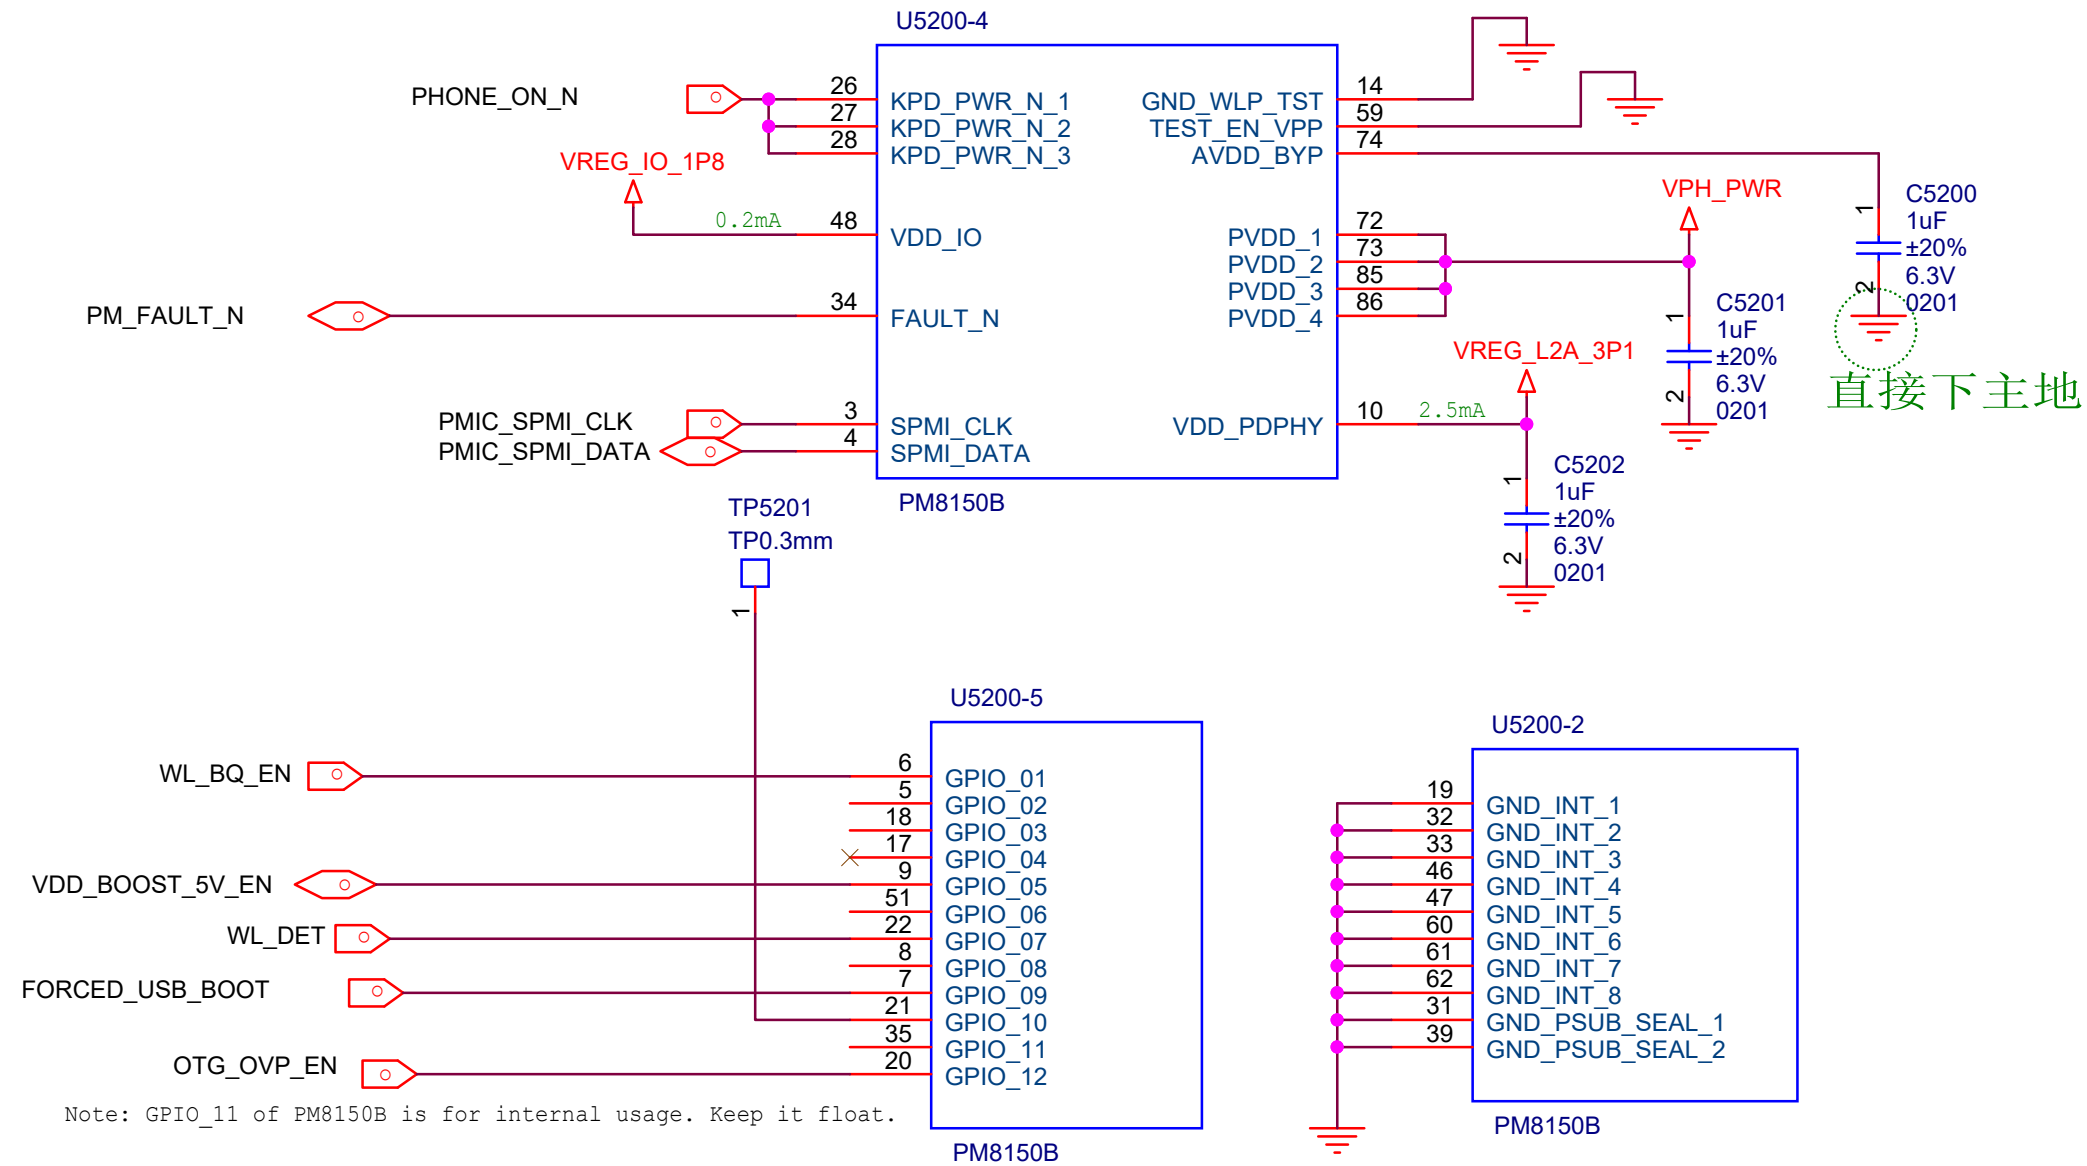 U5200-4
PHONE_ON_N
26
27
28
KPD_PWR_N_1
KPD_PWR_N_2
KPD_PWR_N_3
VREG_IO_1P8
0.2mA
48
VDD_IO
PM_FAULT_N
34
FAULT_N
PMIC_SPMI_CLK
PMIC_SPMI_DATA
3
4
SPMI_CLK
SPMI_DATA
GND_WLP_TST
TEST_EN_VPP
AVDD_BYP
14
59
74
PVDD_1
PVDD_2
PVDD_3
PVDD_4
72
73
85
86
VPH_PWR
VDD_PDPHY
10
2.5mA
VREG_L2A_3P1
PM8150B
1
2
C5200
1uF
±20%
6.3V
0201
直接下主地
1
2
C5201
1uF
±20%
6.3V
0201
1
2
C5202
1uF
±20%
6.3V
0201
TP5201
TP0.3mm
1
U5200-5
WL_BQ_EN
VDD_BOOST_5V_EN
WL_DET
FORCED_USB_BOOT
OTG_OVP_EN
6
5
18
17
9
51
22
8
7
21
35
20
GPIO_01
GPIO_02
GPIO_03
GPIO_04
GPIO_05
GPIO_06
GPIO_07
GPIO_08
GPIO_09
GPIO_10
GPIO_11
GPIO_12
Note: GPIO_11 of PM8150B is for internal usage. Keep it float.
PM8150B
U5200-2
19
32
33
46
47
60
61
62
31
39
GND_INT_1
GND_INT_2
GND_INT_3
GND_INT_4
GND_INT_5
GND_INT_6
GND_INT_7
GND_INT_8
GND_PSUB_SEAL_1
GND_PSUB_SEAL_2
PM8150B